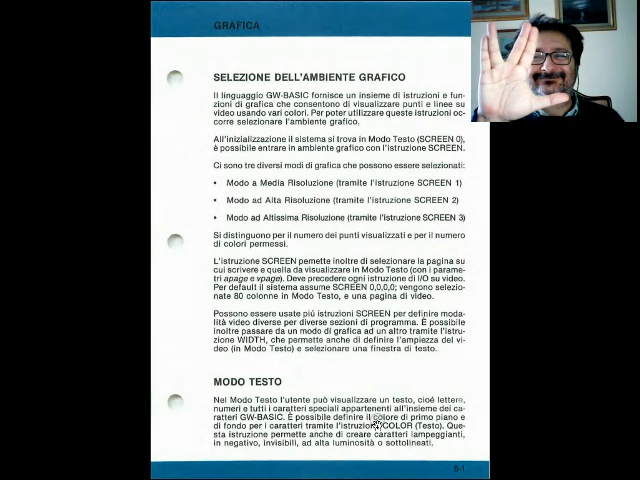 GRAFICA
SELEZIONE DELL'AMBIENTE GRAFICO
Il linguaggio GW-BASIC fornisce un insieme di istruzioni e fun-
zioni di grafica che consentono di visualizzare punti e linee su
video usando vari colori. Per poter utilizzare queste istruzioni oc-
corre selezionare l'ambiente grafico.
All'inizializzazione il sistema si trova in Modo Testo (SCREEN 0),
è possibile entrare in ambiente grafico con l'istruzione SCREEN.
Ci sono tre diversi modi di grafica che possono essere selezionati:
• Modo a Media Risoluzione (tramite l'istruzione SCREEN 1)
• Modo ad Alta Risoluzione (tramite l'istruzione SCREEN 2)
• Modo ad Altissima Risoluzione (tramite l'istruzione SCREEN 3)
Si distinguono per il numero dei punti visualizzati e per il numero
di colori permessi.
L'istruzione SCREEN pemette inoltre di selezionare la pagina su
cui scrivere e quella da visualizzare in Modo Testo (con i parame-
tri apage e vpage). Deve precedere ogni istruzione di I/O su video.
Per default il sistema assume SCREEN 0,0,0,0; vengono selezio-
nate 80 colonne in Modo Testo, e una pagina di video.
Possono essere usate più istruzioni SCREEN per definire moda-
lità video diverse per diverse sezioni di programma. È possibile
inoltre passare da un modo di grafica ad un altro tramite l'istru-
zione WIDTH, che permette anche di definire l'ampiezza del vi-
deo (in Modo Testo) e selezionare una finestra di testo.
MODO TESTO
Nel Modo Testo l'utente può visualizzare un testo, cioé lettere,
numeri e tutti i caratteri speciali appartenenti all'insieme dei ca-
ratteri GW-BASIC. È possibile definire il colore di primo piano e
di fondo per i caratteri tramite l'istruzione COLOR (Testo). Que-
sta istruzione permette anche di creare caratteri lampeggianti,
in negativo, invisibili, ad alta luminosità o sottolineati.
6-1